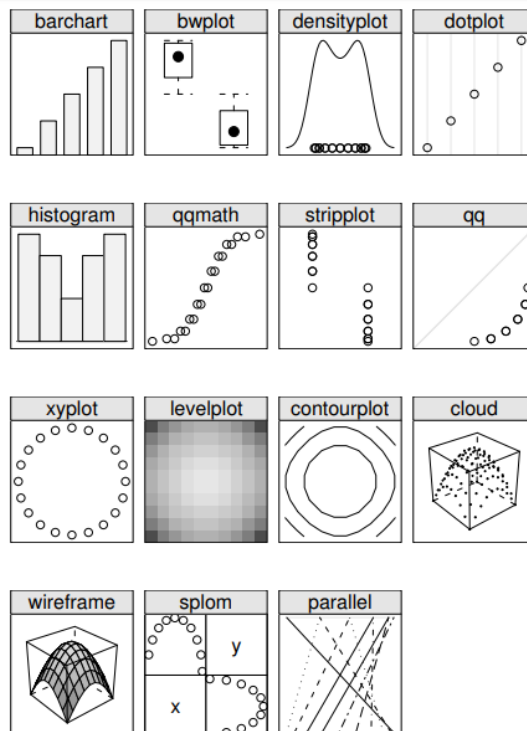 barchart
bwplot
densityplot
dotplot
histogram
qqmath
stripplot
qq
xyplot
levelplot
contourplot
cloud
wireframe
splom
parallel
y
x